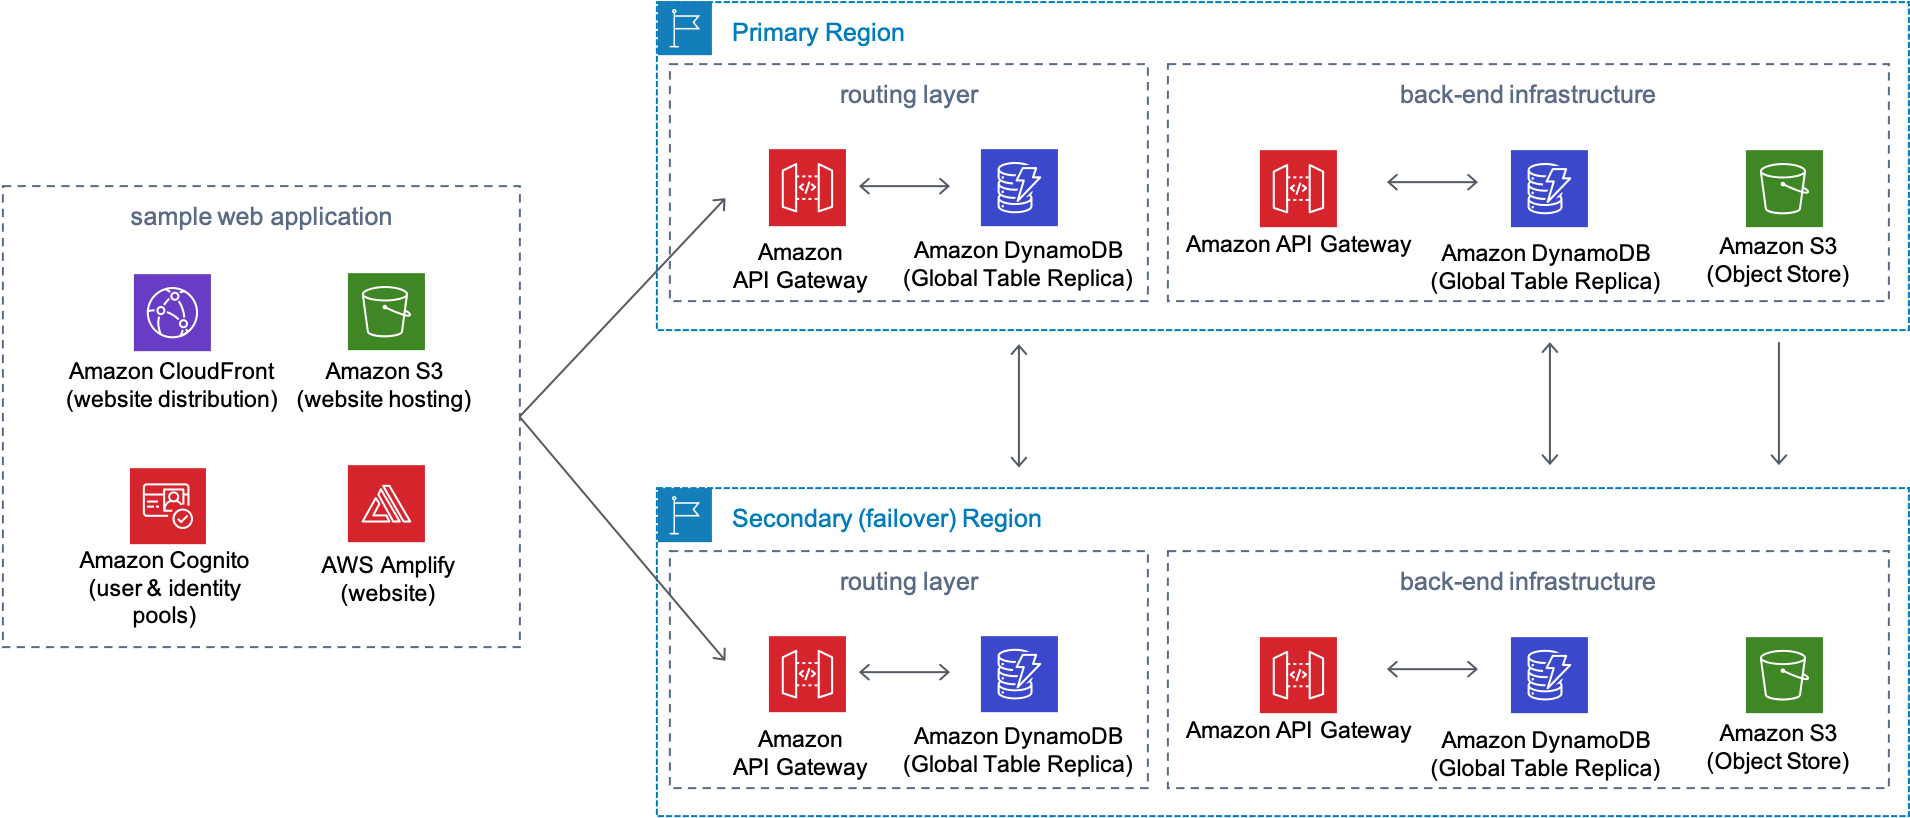 sample web application
Amazon CloudFront
(website distribution)
Amazon S3
(website hosting)
Amazon Cognito
(user & identity
pools)
AWS Amplify
(website)
Primary Region
routing layer
Amazon
API Gateway
Amazon DynamoDB
(Global Table Replica)
back-end infrastructure
Amazon API Gateway
Amazon DynamoDB
(Global Table Replica)
Amazon S3
(Object Store)
Secondary (failover) Region
routing layer
Amazon
API Gateway
Amazon DynamoDB
(Global Table Replica)
back-end infrastructure
Amazon API Gateway
Amazon DynamoDB
(Global Table Replica)
Amazon S3
(Object Store)